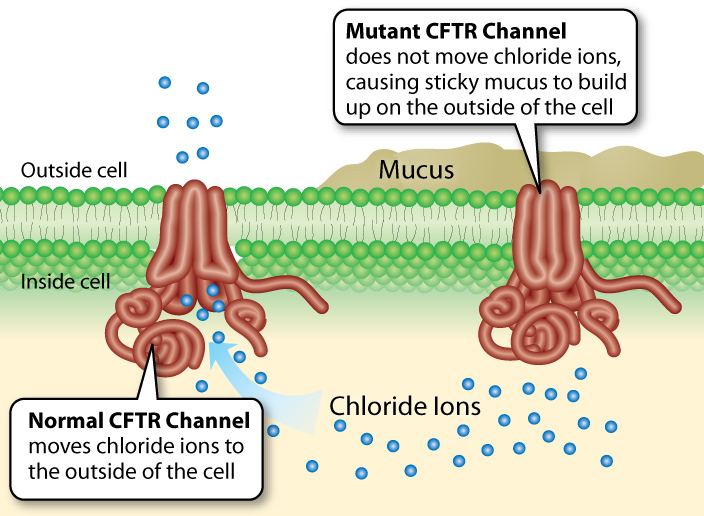 Mutant CFTR Channel
does not move chloride ions,
causing sticky mucus to build
up on the outside of the cell
Outside cell
Mucus
Inside cell
Chloride Ions
Normal CFTR Channel
moves chloride ions to
the outside of the cell